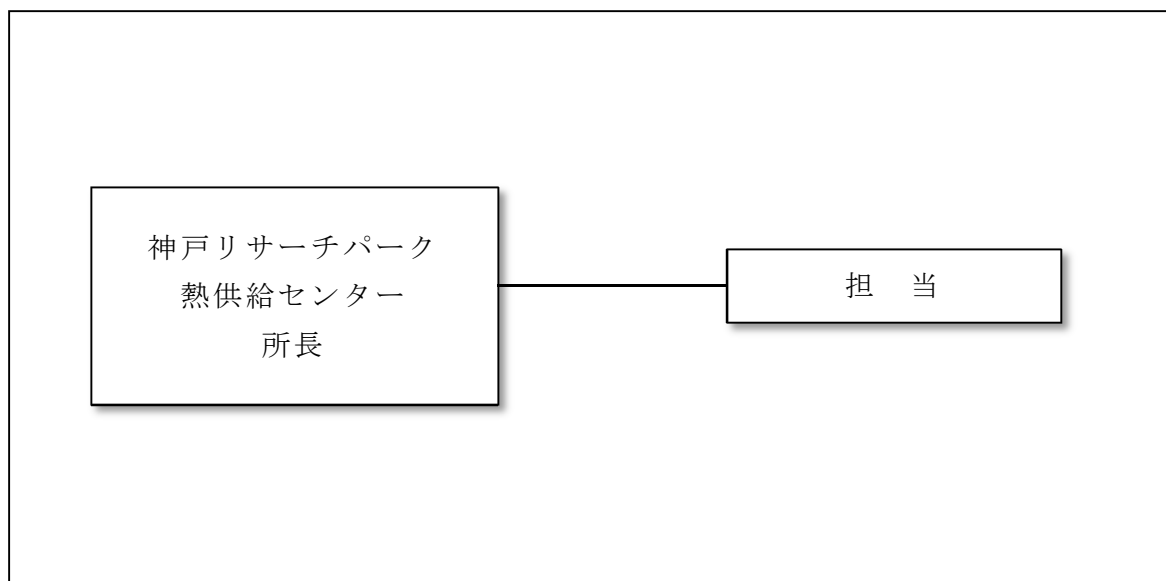 神戸リサーチパーク
熱供給センター
所長
担　当